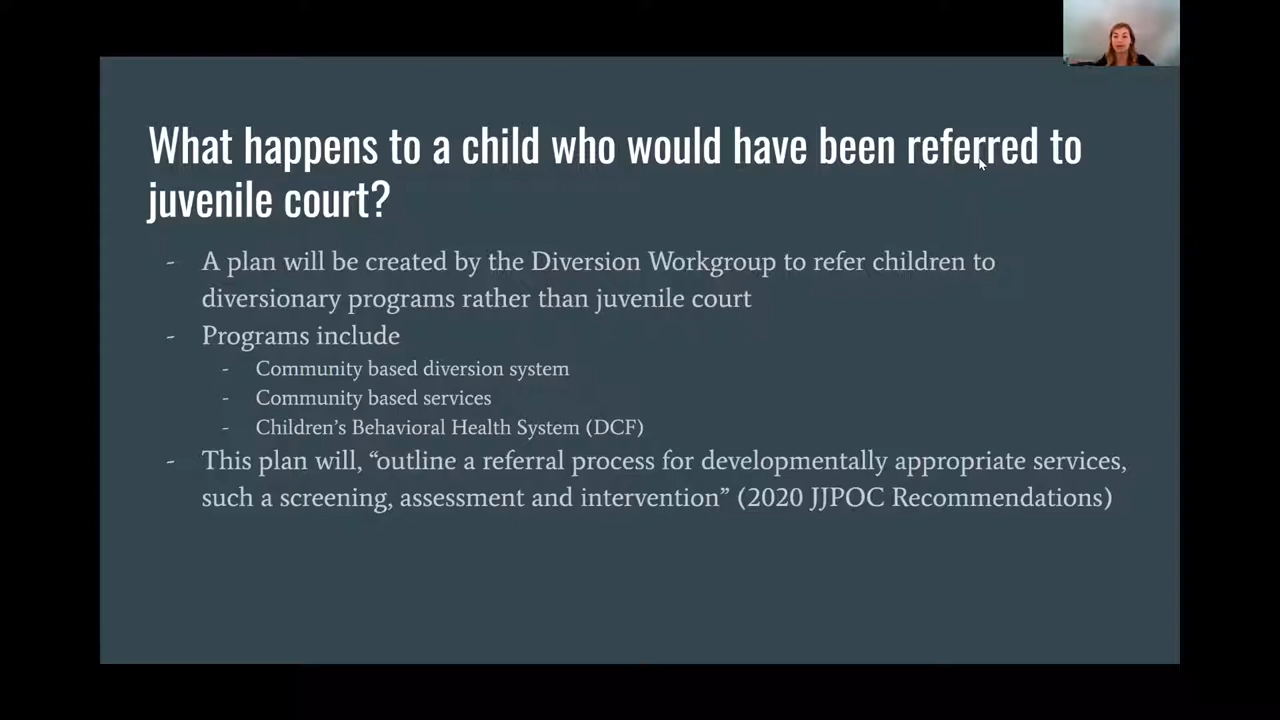 What happens to a child who would have been referred to
juvenile court?
- A plan will be created by the Diversion Workgroup to refer children to
diversionary programs rather than juvenile court
- Programs include
- Community based diversion system
- Community based services
- Children’s Behavioral Health System (DCF)
- This plan will, “outline a referral process for developmentally appropriate services,
such a screening, assessment and intervention” (2020 JJPOC Recommendations)